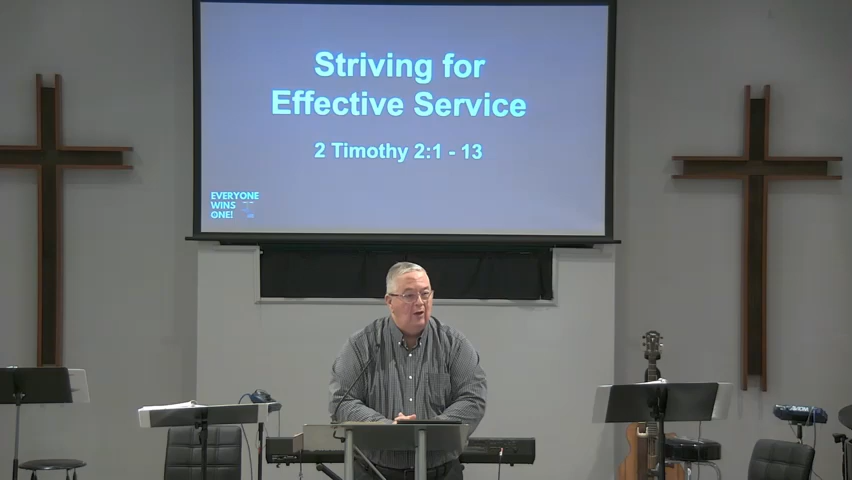 Striving for
Effective Service
2 Timothy 2:1 - 13
EVERYONE
WINS
ONE!